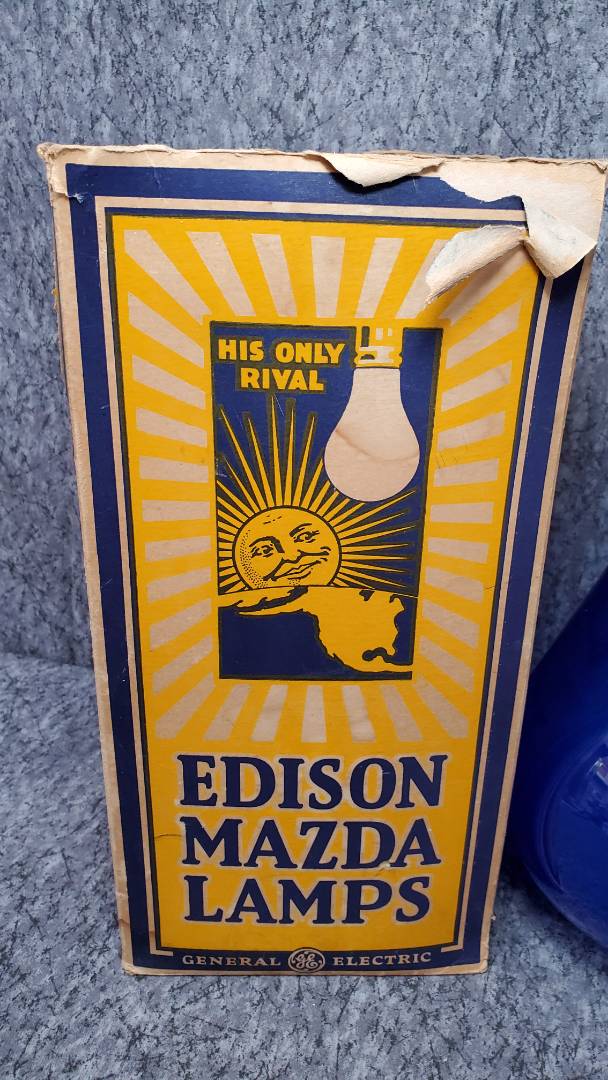 HIS ONLY
RIVAL
EDISON
MAZDA
LAMPS
GENERAL GE ELECTRIC